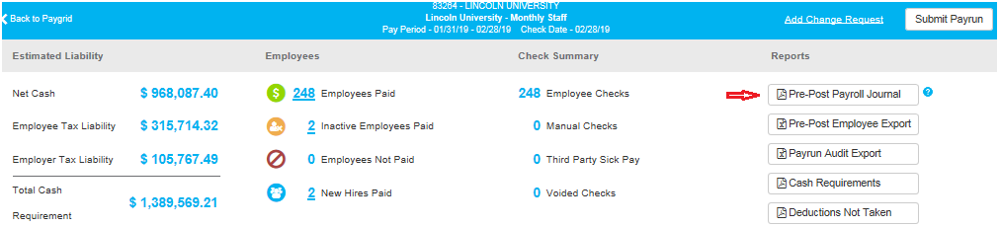 83264 - LINCOLN UNIVERSITY
Back to Paygrid
Lincoln University - Monthly Staff
Add Change Request
Submit Payrun
Pay Period - 01/31/19 - 02/28/19 Check Date - 02/28/19
Estimated Liability
Employees
Check Summary
Reports
Net Cash $ 968,087.40
$ 248 Employees Paid
248 Employee Checks
Pre-Post Payroll Journal ?
Employee Tax Liability $ 315,714.32
2 Inactive Employees Paid
0 Manual Checks
Pre-Post Employee Export
Employer Tax Liability $ 105,767.49
0 Employees Not Paid
0 Third Party Sick Pay
Payrun Audit Export
Total Cash Requirement $ 1,389,569.21
2 New Hires Paid
0 Voided Checks
Cash Requirements
Deductions Not Taken